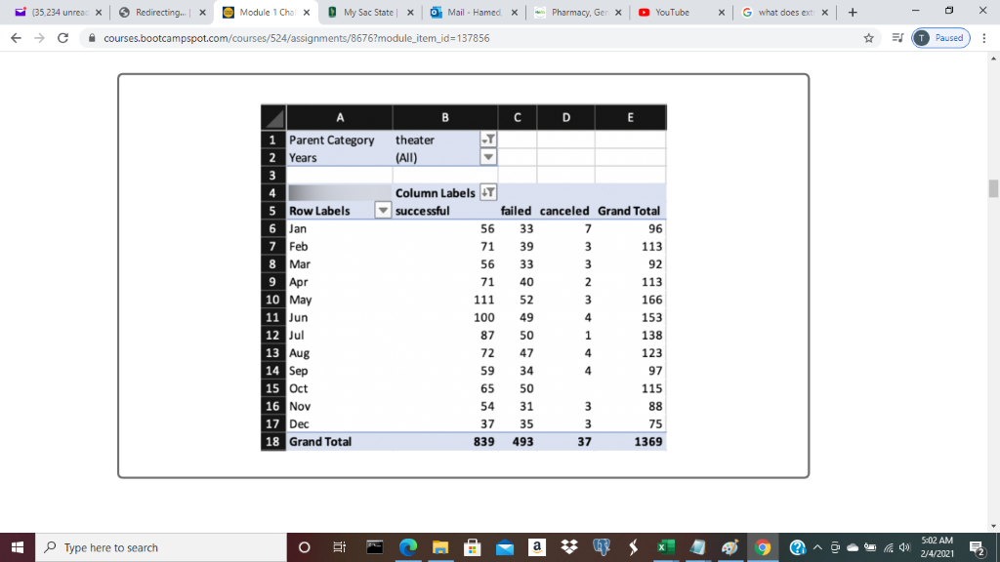 (35,234 unreac
Redirecting...
Module 1 Chal
My Sac State |
Mail - Hamed,
Pharmacy, Ger
YouTube
what does ext
courses.bootcampspot.com/courses/524/assignments/8676?module_item_id=137856
T Paused
A B C D E
1 Parent Category theater
2 Years (All)
3
4 Column Labels
5 Row Labels successful failed canceled Grand Total
6 Jan 56 33 7 96
7 Feb 71 39 3 113
8 Mar 56 33 3 92
9 Apr 71 40 2 113
10 May 111 52 3 166
11 Jun 100 49 4 153
12 Jul 87 50 1 138
13 Aug 72 47 4 123
14 Sep 59 34 4 97
15 Oct 65 50 115
16 Nov 54 31 3 88
17 Dec 37 35 3 75
18 Grand Total 839 493 37 1369
Type here to search
5:02 AM
2/4/2021
2